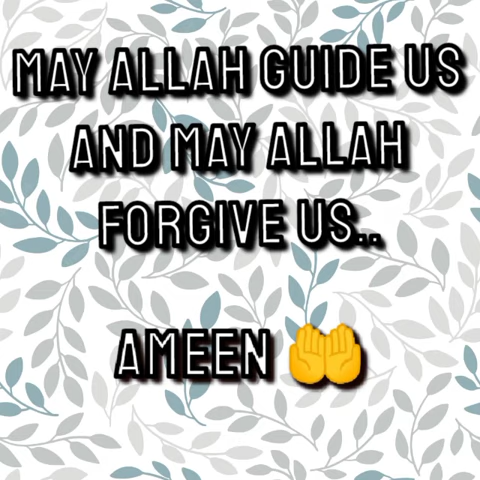 MAY ALLAH GUIDE US
AND MAY ALLAH
FORGIVE US..
AMEEN 🤲